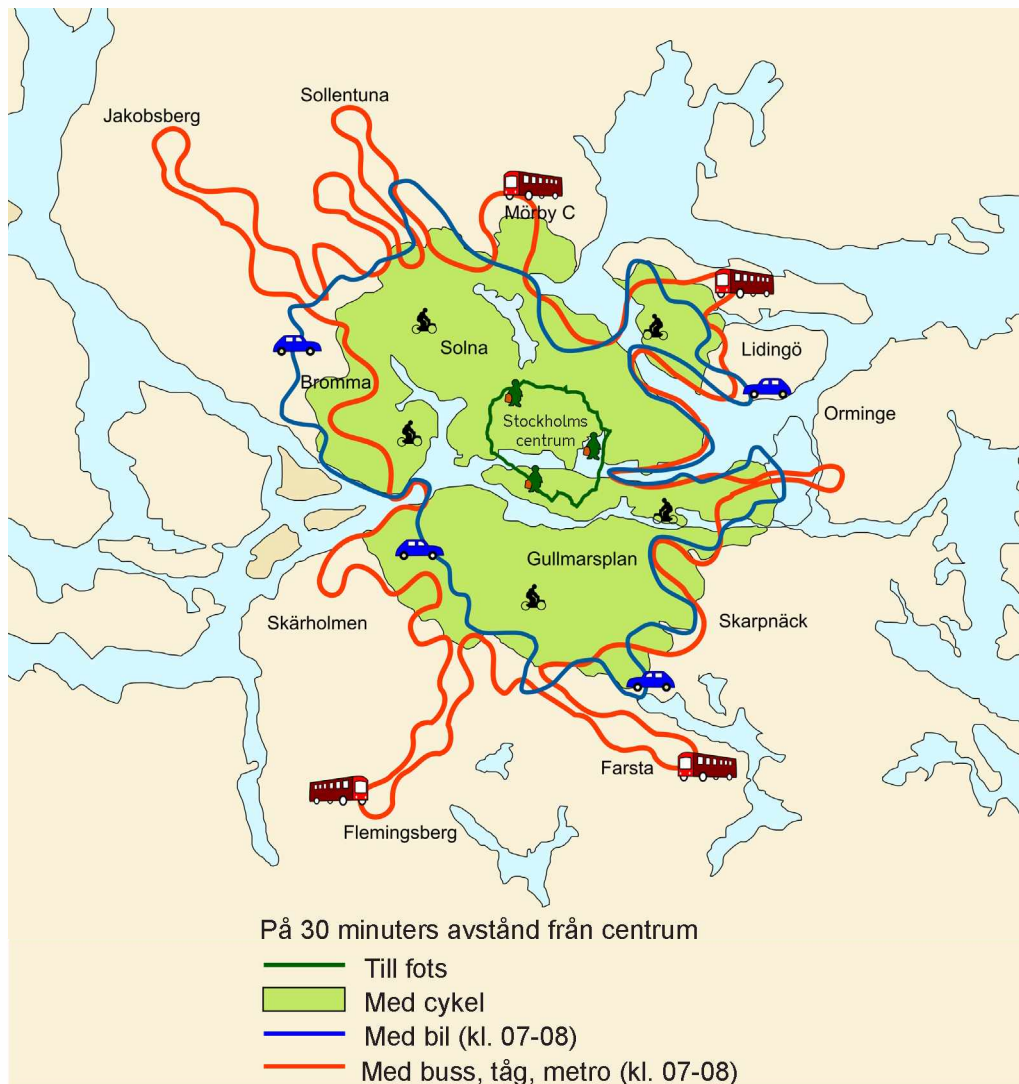 Sollentuna
Jakobsberg
Mörby C
Solna
Lidingö
Bromma
Orminge
Stockholms
centrum
Gullmarsplan
Skärholmen
Skarpnäck
Farsta
Flemingsberg
På 30 minuters avstånd från centrum
Till fots
Med cykel
Med bil (kl. 07-08)
Med buss, tåg, metro (kl. 07-08)